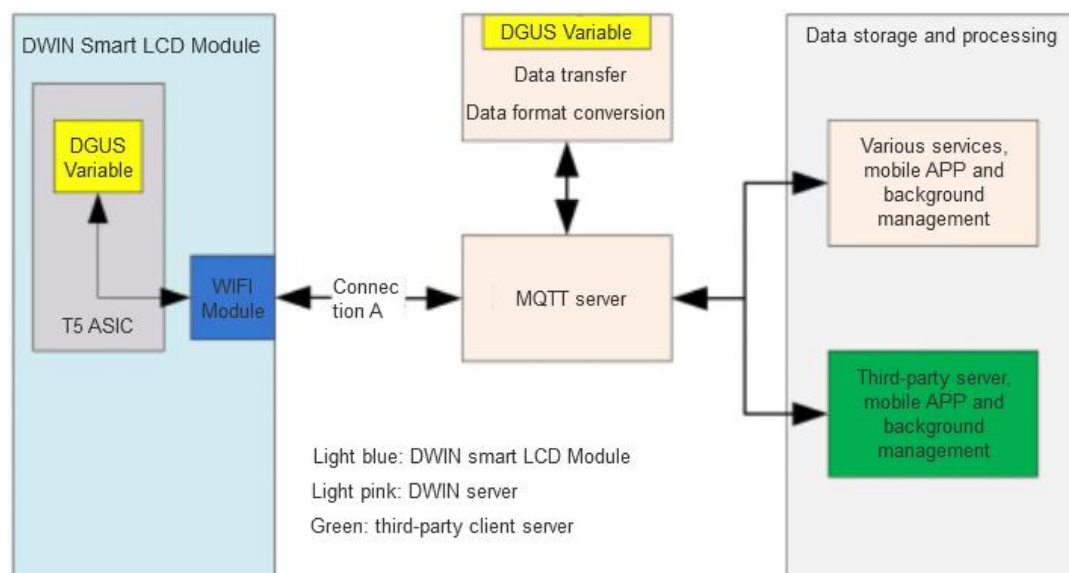 DWIN Smart LCD Module
DGUS
Variable
WIFI
Module
T5 ASIC
Connec
tion A
DGUS Variable
Data transfer
Data format conversion
MQTT server
Data storage and processing
Various services,
mobile APP and
background
management
Third-party server,
mobile APP and
background
management
Light blue: DWIN smart LCD Module
Light pink: DWIN server
Green: third-party client server